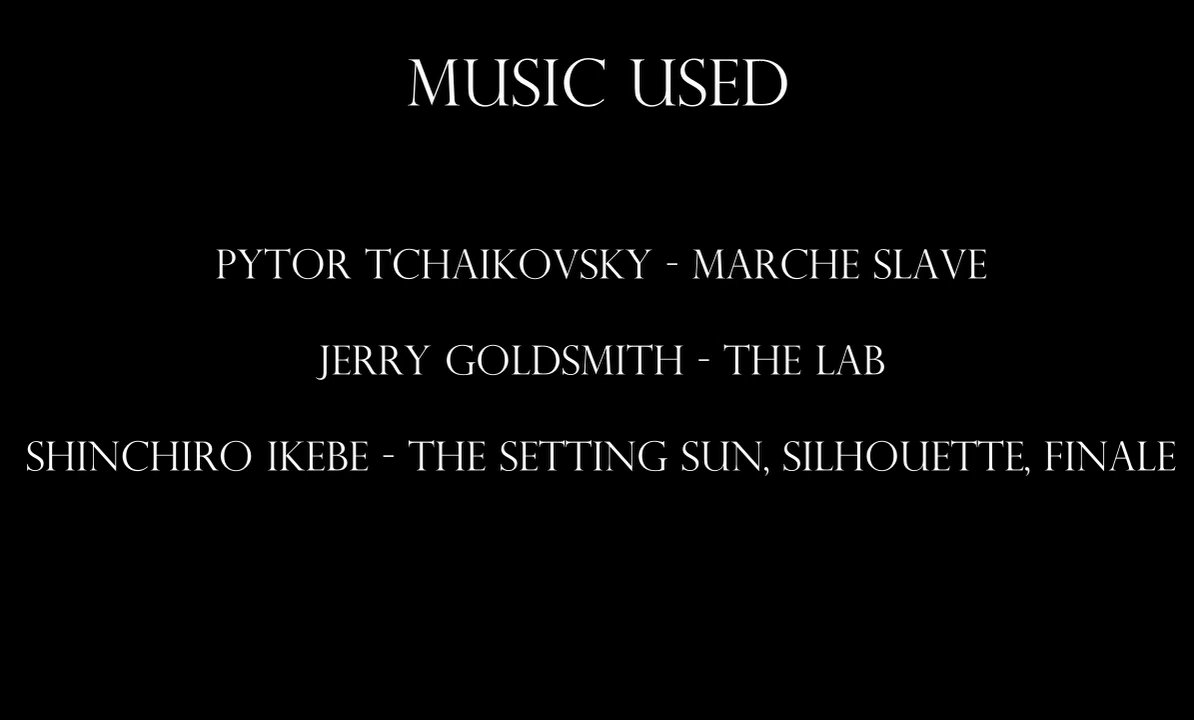 MUSIC USED
PYTOR TCHAIKOVSKY - MARCHE SLAVE
JERRY GOLDSMITH - THE LAB
SHINCHIRO IKEBE - THE SETTING SUN, SILHOUETTE, FINALE